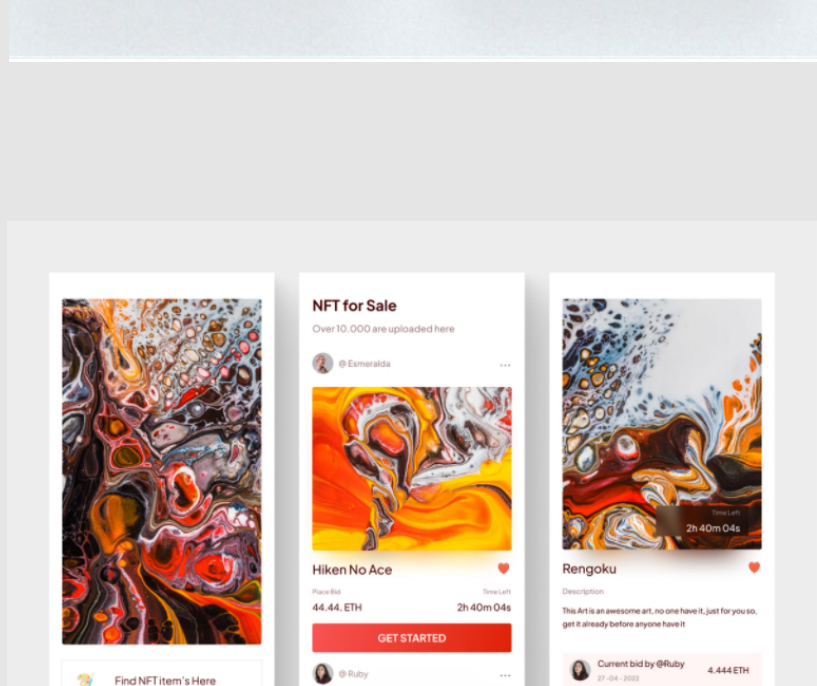 Find NFT item's Here
NFT for Sale
Over 10.000 are uploaded here
@Esmeralda
Hiken No Ace
Place Bid
Time Left
44.44. ETH
2h 40m 04s
GET STARTED
@Ruby
Time Left
2h 40m 04s
Rengoku
Description
This Art is an awesome art, no one have it, just for you so,
get it already before anyone have it
Current bid by @Ruby
4.444 ETH
27-04-2022